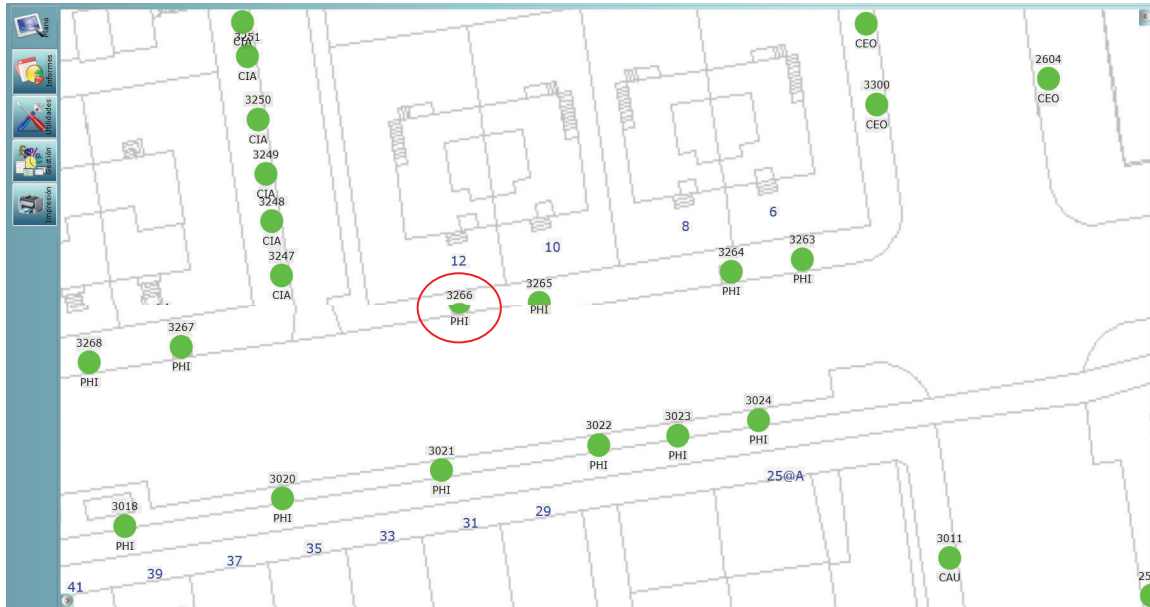 Plano
Informes
Utilidades
Gestión
Impresión
CIA
3251
CIA
3250
CIA
3249
CIA
3248
CIA
3247
CIA
CEO
3300
CEO
2604
CEO
12
10
8
6
3266
PHI
3265
PHI
3264
PHI
3263
PHI
3268
PHI
3267
PHI
3018
PHI
3020
PHI
3021
PHI
3022
PHI
3023
PHI
3024
PHI
41
39
37
35
33
31
29
25@A
3011
CAU